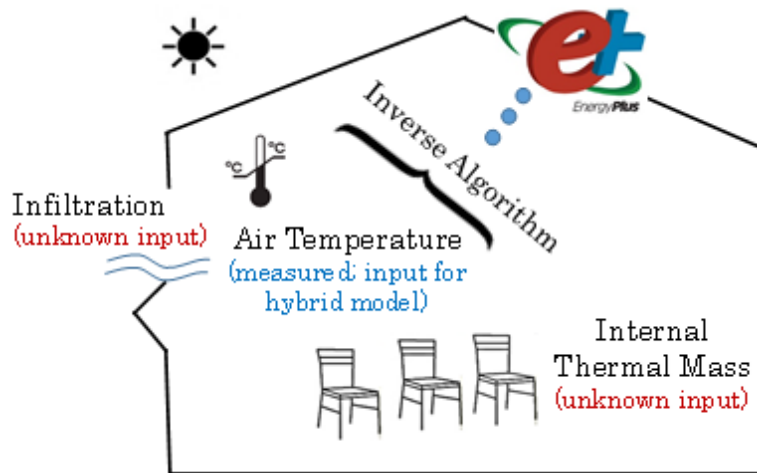 e+
EnergyPlus
Inverse Algorithm
°C
°C
Infiltration
(unknown input)
Air Temperature
(measured; input for
hybrid model)
Internal
Thermal Mass
(unknown input)